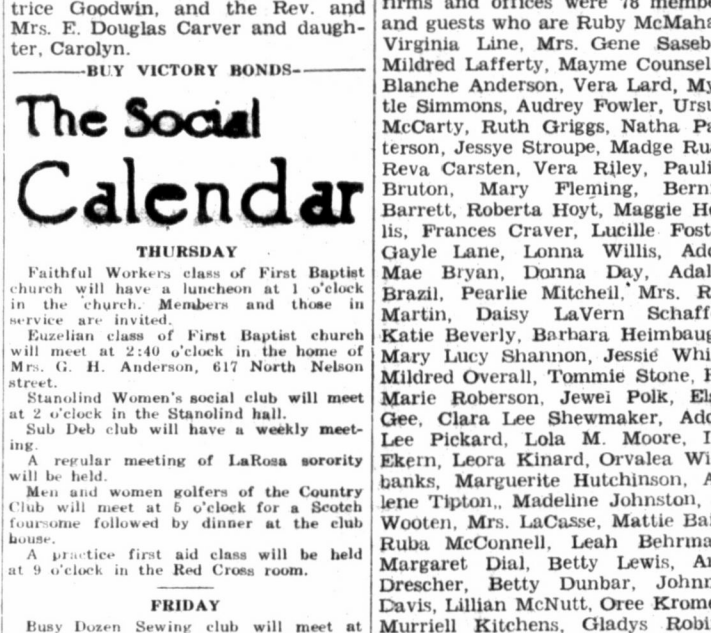 trice Goodwin, and the Rev. and
Mrs. E. Douglas Carver and daugh-
ter, Carolyn.
BUY VICTORY BONDS
The Social
Calendar
THURSDAY
Faithful Workers class of First Baptist
church will have a luncheon at 1 o'clock
in the church. Members and those in
service are invited.
Euzelian class of First Baptist church
will meet at 2:40 o'clock in the home of
Mrs. G. H. Anderson, 617 North Nelson
street.
Stanolind Women's social club will meet
at 2 o'clock in the Stanolind hall.
Sub Deb club will have a weekly meet-
ing.
A regular meeting of LaRosa sorority
will be held.
Men and women golfers of the Country
Club will meet at 5 o'clock for a Scotch
foursome followed by dinner at the club
house.
A practice first aid class will be held
at 9 o'clock in the Red Cross room.
FRIDAY
Busy Dozen Sewing club will meet at
firms and offices were 78
and guests who are Ruby
Virginia Line, Mrs. Gene
Mildred Lafferty, Mayme
Blanche Anderson, Vera Lard,
tle Simmons, Audrey Fowler,
McCarty, Ruth Griggs, Natha
terson, Jessye Stroupe, Madge
Reva Carsten, Vera Riley,
Bruton, Mary Fleming,
Barrett, Roberta Hoyt, Maggie
lis, Frances Craver, Lucille
Gayle Lane, Lonna Willis,
Mae Bryan, Donna Day,
Brazil, Pearlie Mitchell, Mrs. R
Martin, Daisy LaVern
Katie Beverly, Barbara
Mary Lucy Shannon, Jessie
Mildred Overall, Tommie Stone,
Marie Roberson, Jewei Polk,
Gee, Clara Lee Shewmaker,
Lee Pickard, Lola M. Moore,
Ekern, Leora Kinard, Orvalea
banks, Marguerite Hutchinson,
lene Tipton,, Madeline Johnston,
Wooten, Mrs. LaCasse, Mattie
Ruba McConnell, Leah
Margaret Dial, Betty Lewis,
Drescher, Betty Dunbar,
Davis, Lillian McNutt, Oree
Murriell Kitchens, Gladys